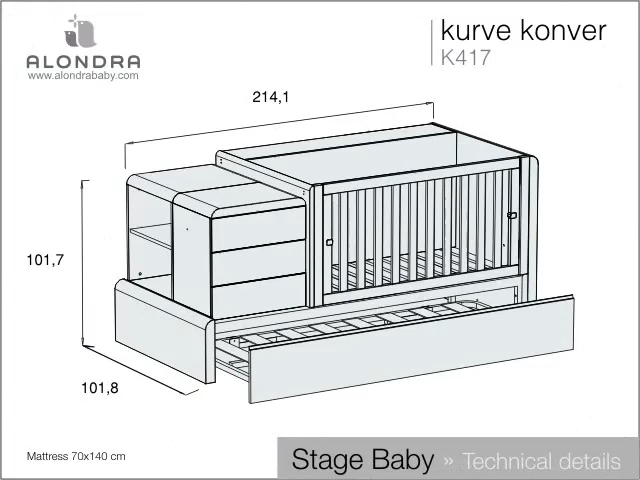 ALONDRA
www.alondrababy.com
kurve konver
K417
214,1
101,7
101,8
Mattress 70x140 cm
Stage Baby » Technical details